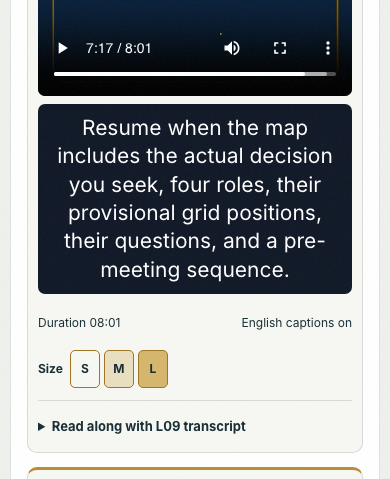 7:17 / 8:01
Resume when the map
includes the actual decision
you seek, four roles, their
provisional grid positions,
their questions, and a pre-
meeting sequence.
Duration 08:01 English captions on
Size S M L
Read along with L09 transcript